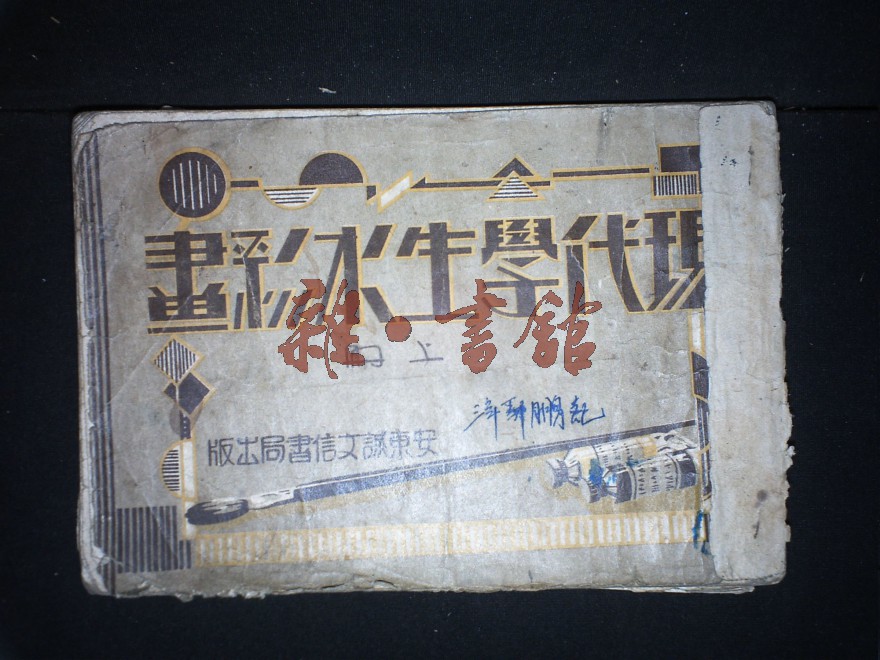 現代學生水彩畫
雜·書館
上
安東誠文信書局出版